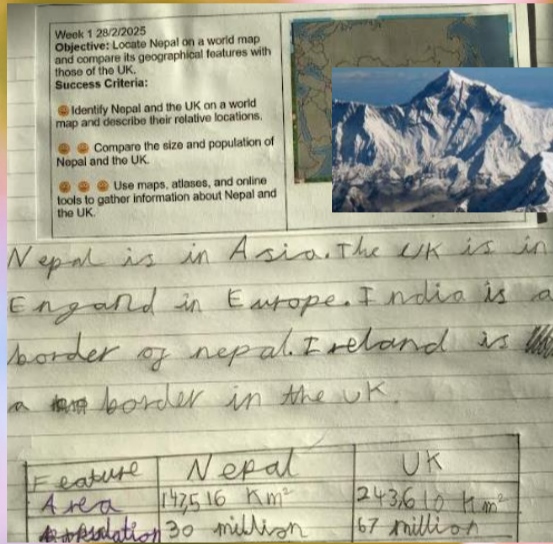 Week 1 28/2/2025
Objective: Locate Nepal on a world map
and compare its geographical features with
those of the UK.
Success Criteria:
Identify Nepal and the UK on a world
map and describe their relative locations.
Compare the size and population of
Nepal and the UK.
Use maps, atlases, and online
tools to gather information about Nepal and
the UK.
Nepal is in Asia. The UK is in
Engand in Europe. India is a
border of nepal. Ireland is
a border in the UK.
Feature Nepal UK
Area 147,516 Km² 243,610 Km²
30 million 67 million